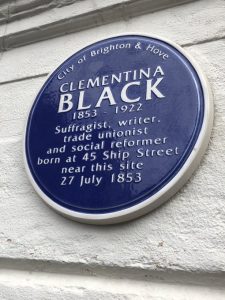 City of Brighton & Hove
CLEMENTINA
BLACK
1853 - 1922
Suffragist, writer,
trade unionist
and social reformer
born at 45 Ship Street
near this site
27 July 1853